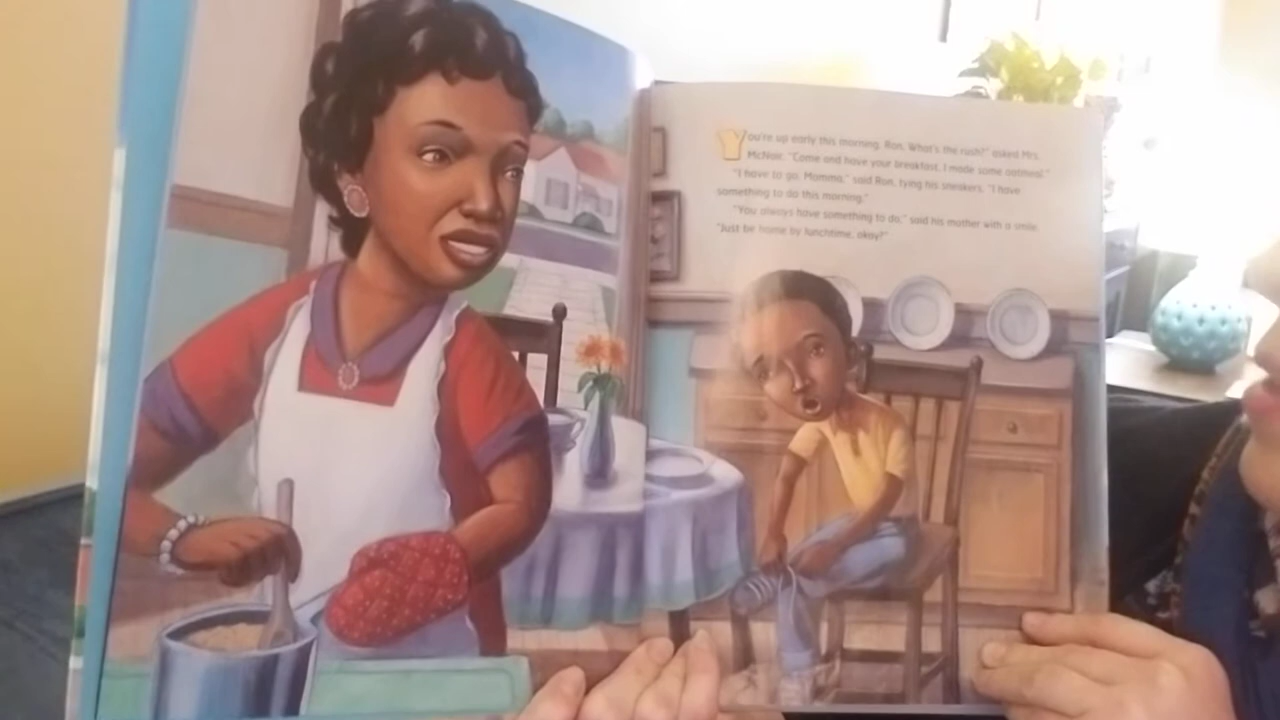 You're up early this morning, Ron. What's the rush?" asked Mrs.
McNair. "Come and have your breakfast. I made some oatmeal."
"I have to go, Momma," said Ron, tying his sneakers. "I have
something to do this morning."
"You always have something to do," said his mother with a smile.
"Just be home by lunchtime, okay?"